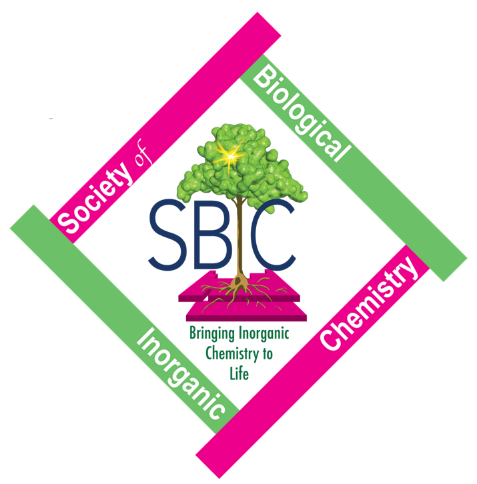 Society of
Biological
Inorganic
Chemistry
SBIC
Bringing Inorganic
Chemistry to
Life